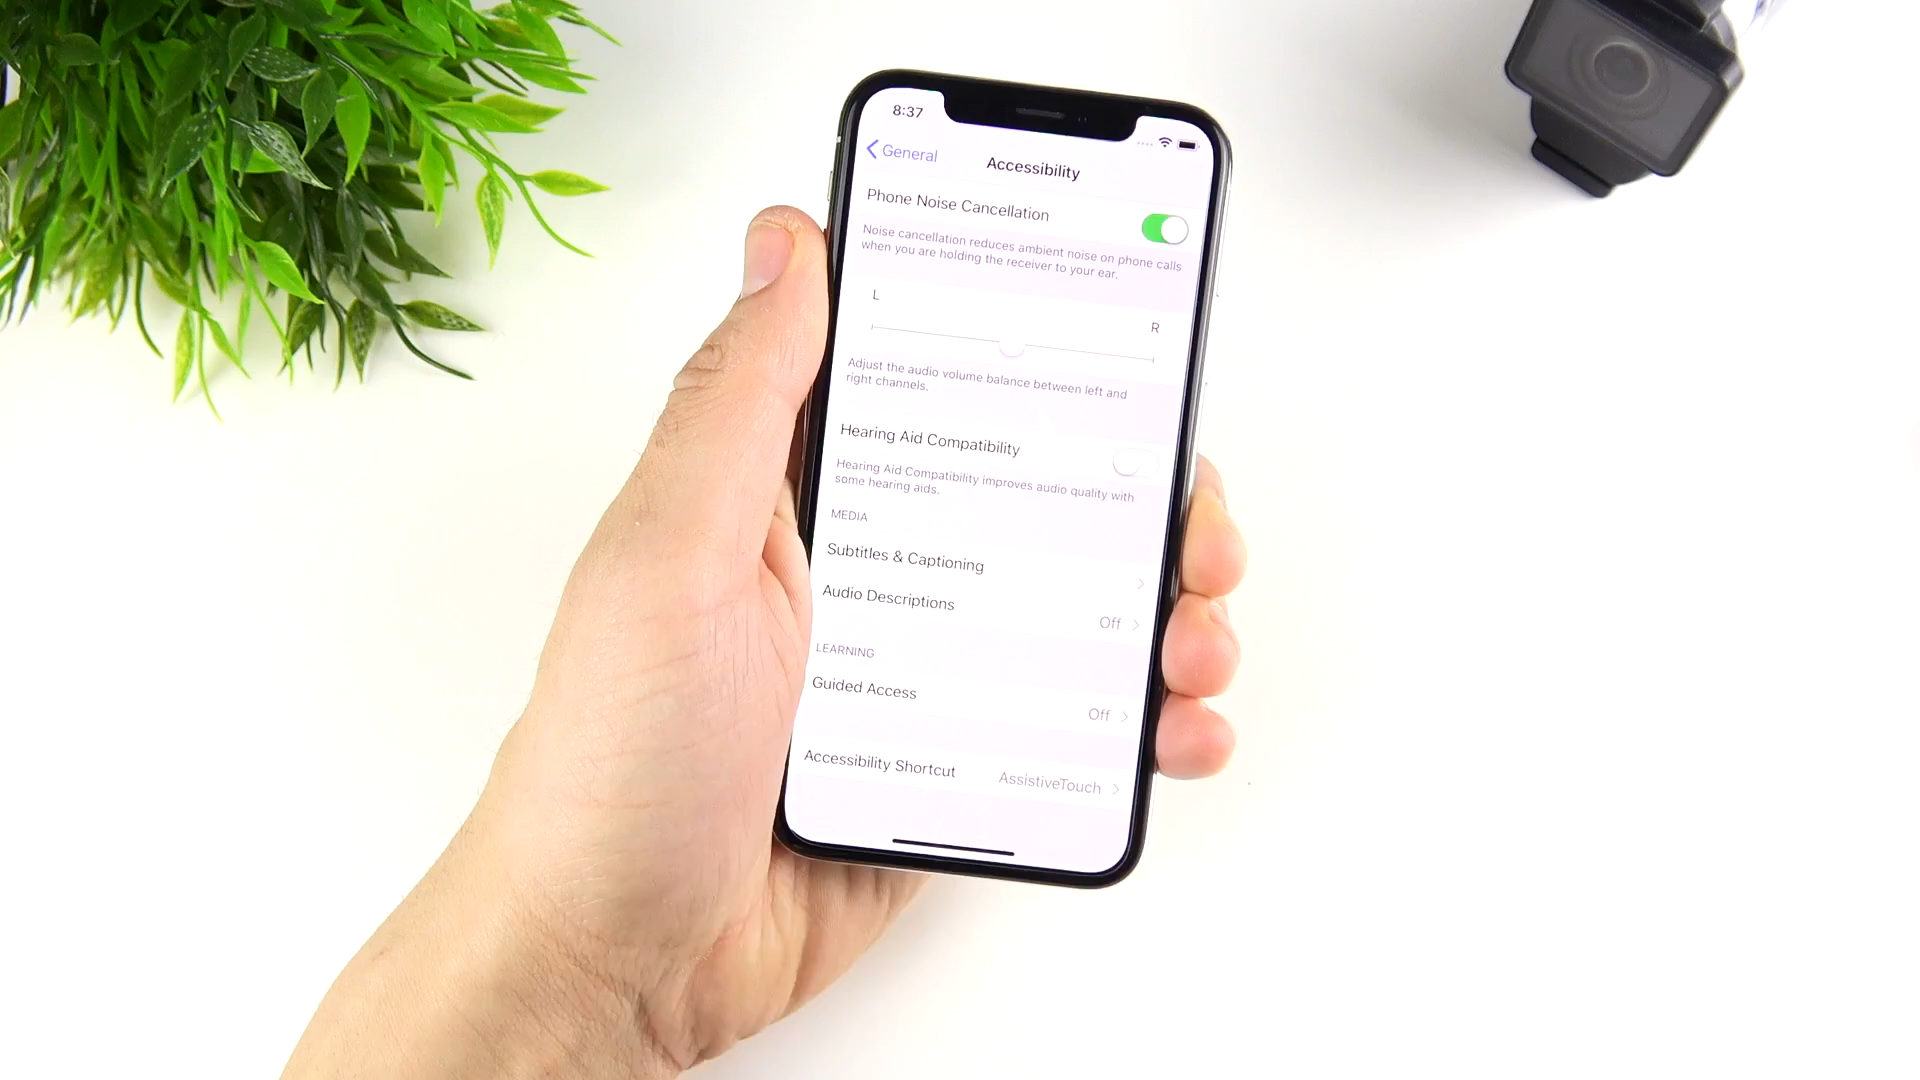 8:37
General
Accessibility
Phone Noise Cancellation
Noise cancellation reduces ambient noise on phone calls
when you are holding the receiver to your ear.
L
R
Adjust the audio volume balance between left and
right channels.
Hearing Aid Compatibility
Hearing Aid Compatibility improves audio quality with
some hearing aids.
MEDIA
Subtitles & Captioning
Audio Descriptions Off
LEARNING
Guided Access Off
Accessibility Shortcut AssistiveTouch